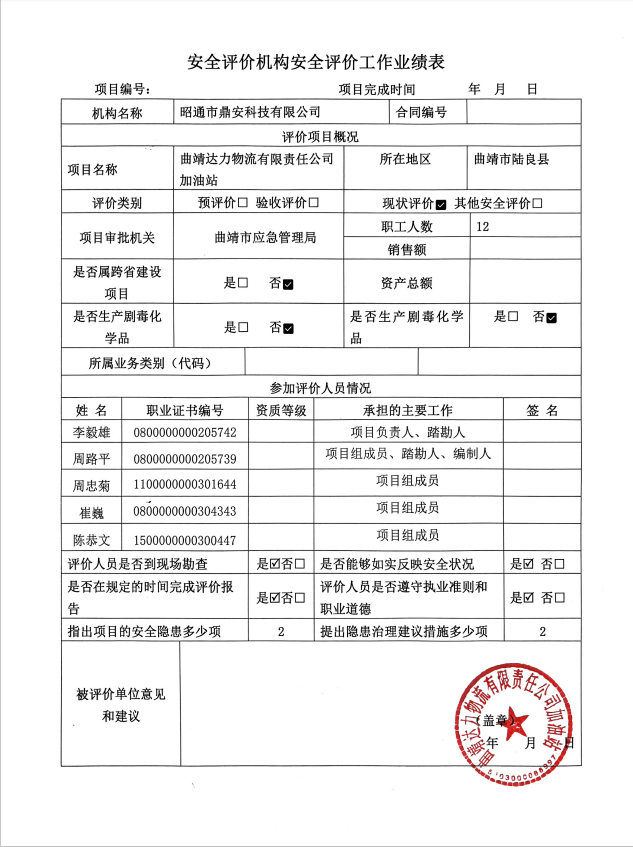 安全评价机构安全评价工作业绩表
项目编号： 项目完成时间 年 月 日
机构名称 昭通市鼎安科技有限公司 合同编号
评价项目概况
项目名称 曲靖达力物流有限责任公司加油站 所在地区 曲靖市陆良县
评价类别 预评价□ 验收评价□ 现状评价☑ 其他安全评价□
项目审批机关 曲靖市应急管理局 职工人数 12
销售额
是否属跨省建设项目 是□ 否☑ 资产总额
是否生产剧毒化学品 是□ 否☑ 是否生产剧毒化学品 是□ 否☑
所属业务类别（代码）
参加评价人员情况
姓 名 职业证书编号 资质等级 承担的主要工作 签 名
李毅雄 0800000000205742 项目负责人、踏勘人
周路平 0800000000205739 项目组成员、踏勘人、编制人
周忠菊 1100000000301644 项目组成员
崔巍 0800000000304343 项目组成员
陈恭文 1500000000300447 项目组成员
评价人员是否到现场勘查 是☑否□ 是否能够如实反映安全状况 是☑ 否□
是否在规定的时间完成评价报告 是☑否□ 评价人员是否遵守执业准则和职业道德 是☑ 否□
指出项目的安全隐患多少项 2 提出隐患治理建议措施多少项 2
被评价单位意见和建议
（盖章）
年 月 日
曲靖达力物流有限责任公司加油站